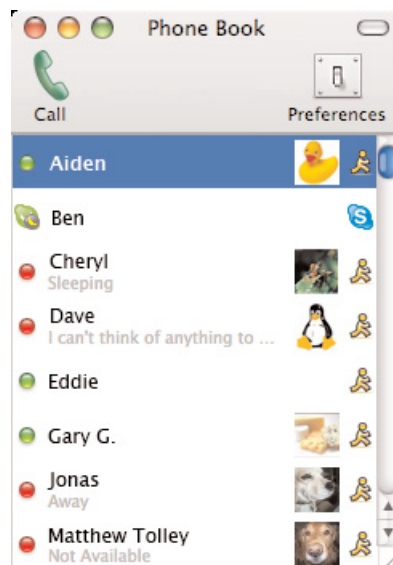 Phone Book
Call
Preferences
Aiden
Ben
S
Cheryl
Sleeping
Dave
I can't think of anything to ...
Eddie
Gary G.
Jonas
Away
Matthew Tolley
Not Available